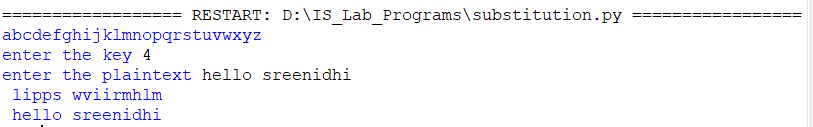 ================== RESTART: D:\IS_Lab_Programs\substitution.py =================
abcdefghijklmnopqrstuvwxyz
enter the key 4
enter the plaintext hello sreenidhi
 lipps wviirmhlm
 hello sreenidhi